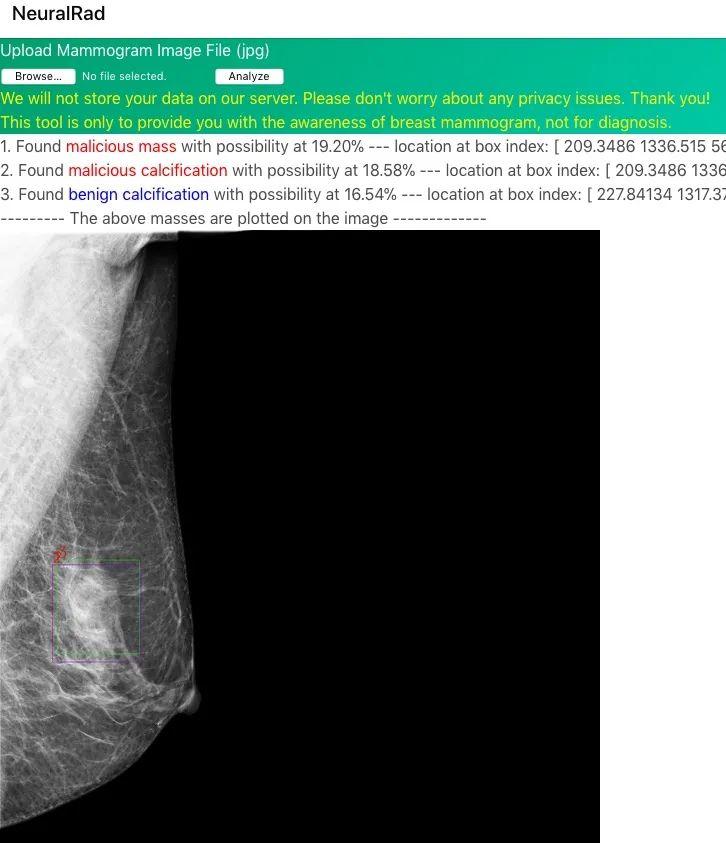 NeuralRad
Upload Mammogram Image File (jpg)
Browse... No file selected. Analyze
We will not store your data on our server. Please don't worry about any privacy issues. Thank you!
This tool is only to provide you with the awareness of breast mammogram, not for diagnosis.
1. Found malicious mass with possibility at 19.20% --- location at box index: [ 209.3486 1336.515 56
2. Found malicious calcification with possibility at 18.58% --- location at box index: [ 209.3486 1336
3. Found benign calcification with possibility at 16.54% --- location at box index: [ 227.84134 1317.37
--------- The above masses are plotted on the image -------------